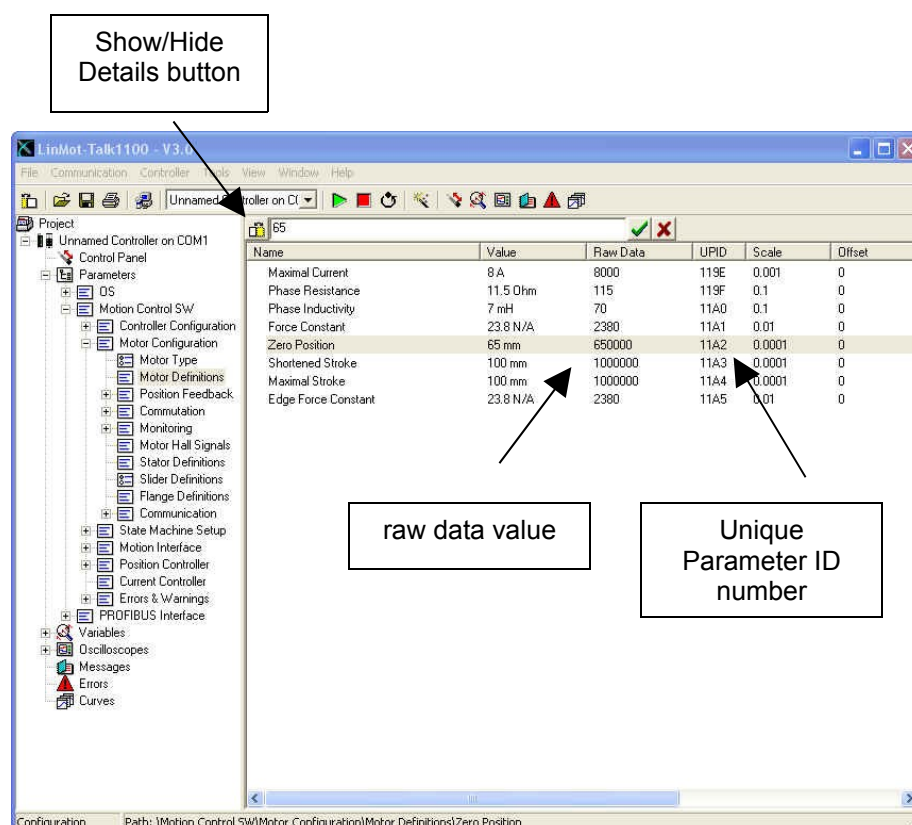 Show/Hide
Details button
LinMot-Talk1100 - V3.0
File Communication Controller Tools View Window Help
Unnamed Controller on C
65
Project
Unnamed Controller on COM1
Control Panel
Parameters
OS
Motion Control SW
Controller Configuration
Motor Configuration
Motor Type
Motor Definitions
Position Feedback
Commutation
Monitoring
Motor Hall Signals
Stator Definitions
Slider Definitions
Flange Definitions
Communication
State Machine Setup
Motion Interface
Position Controller
Current Controller
Errors & Warnings
PROFIBUS Interface
Variables
Oscilloscopes
Messages
Errors
Curves
Name Value Raw Data UPID Scale Offset
Maximal Current 8 A 8000 119E 0.001 0
Phase Resistance 11.5 Ohm 115 119F 0.1 0
Phase Inductivity 7 mH 70 11A0 0.1 0
Force Constant 23.8 N/A 2380 11A1 0.01 0
Zero Position 65 mm 650000 11A2 0.0001 0
Shortened Stroke 100 mm 1000000 11A3 0.0001 0
Maximal Stroke 100 mm 1000000 11A4 0.0001 0
Edge Force Constant 23.8 N/A 2380 11A5 0.01 0
raw data value
Unique
Parameter ID
number
Configuration Path: \Motion Control SW\Motor Configuration\Motor Definitions\Zero Position